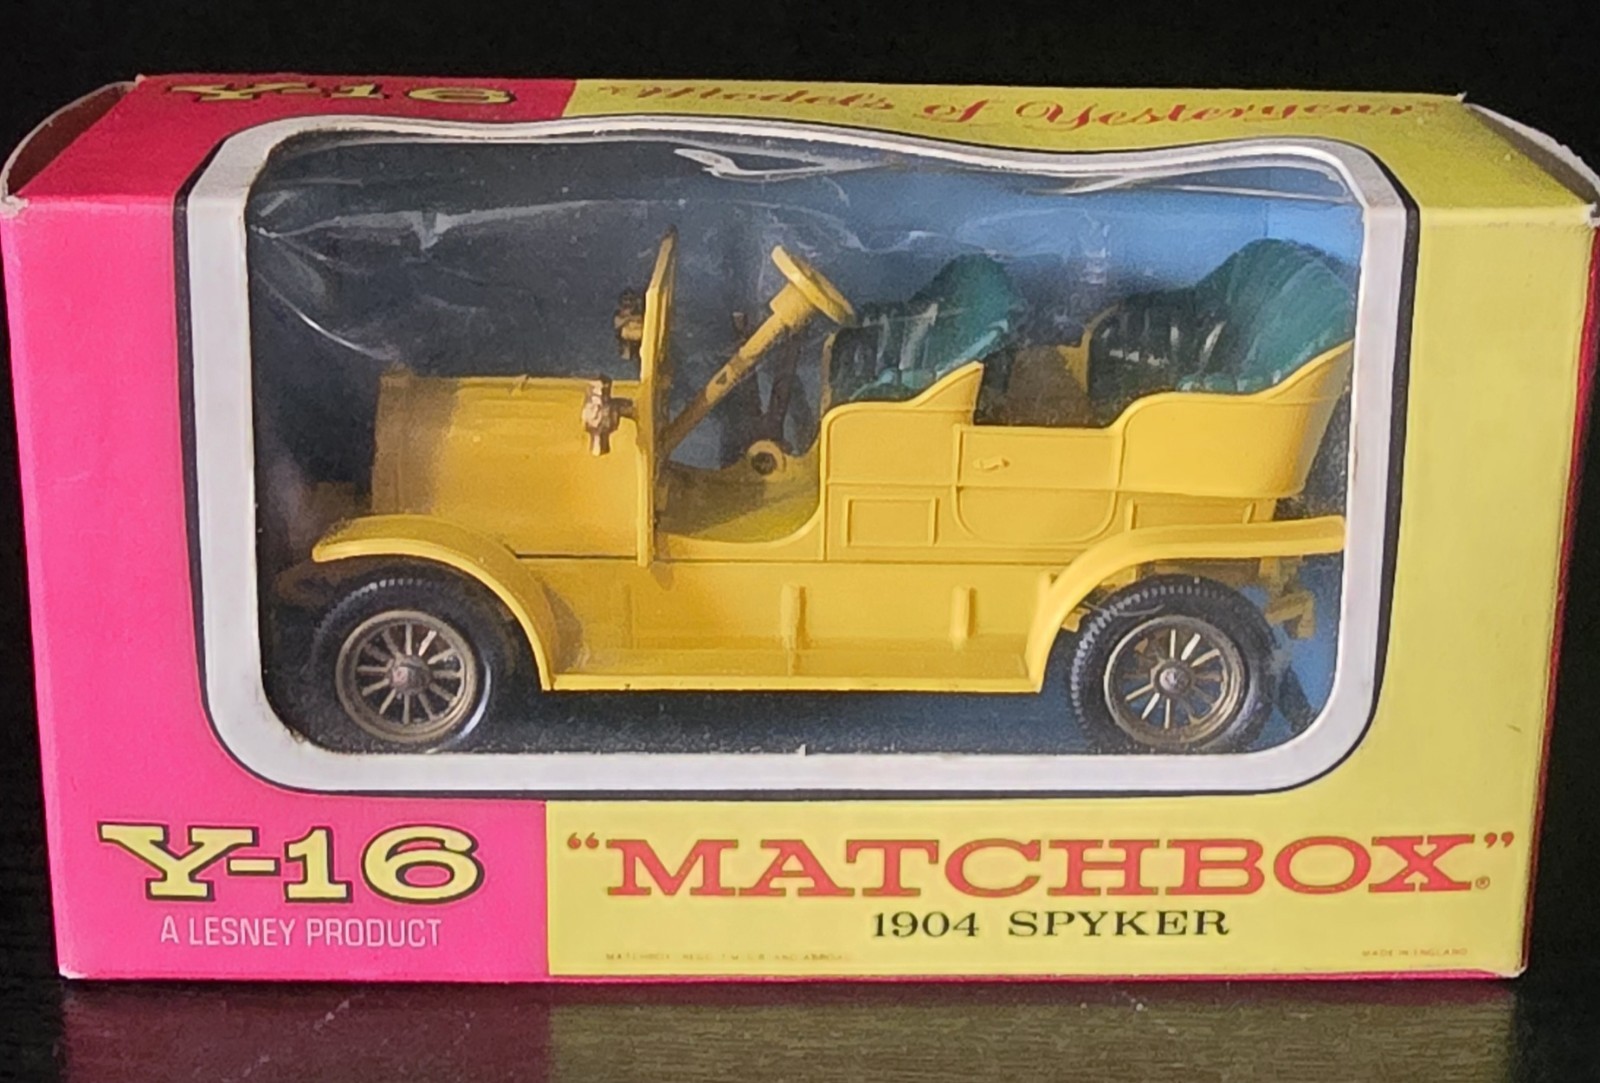 Y-16
"Models of Yesteryear"
Y-16
A LESNEY PRODUCT
"MATCHBOX"®
1904 SPYKER
MADE IN ENGLAND